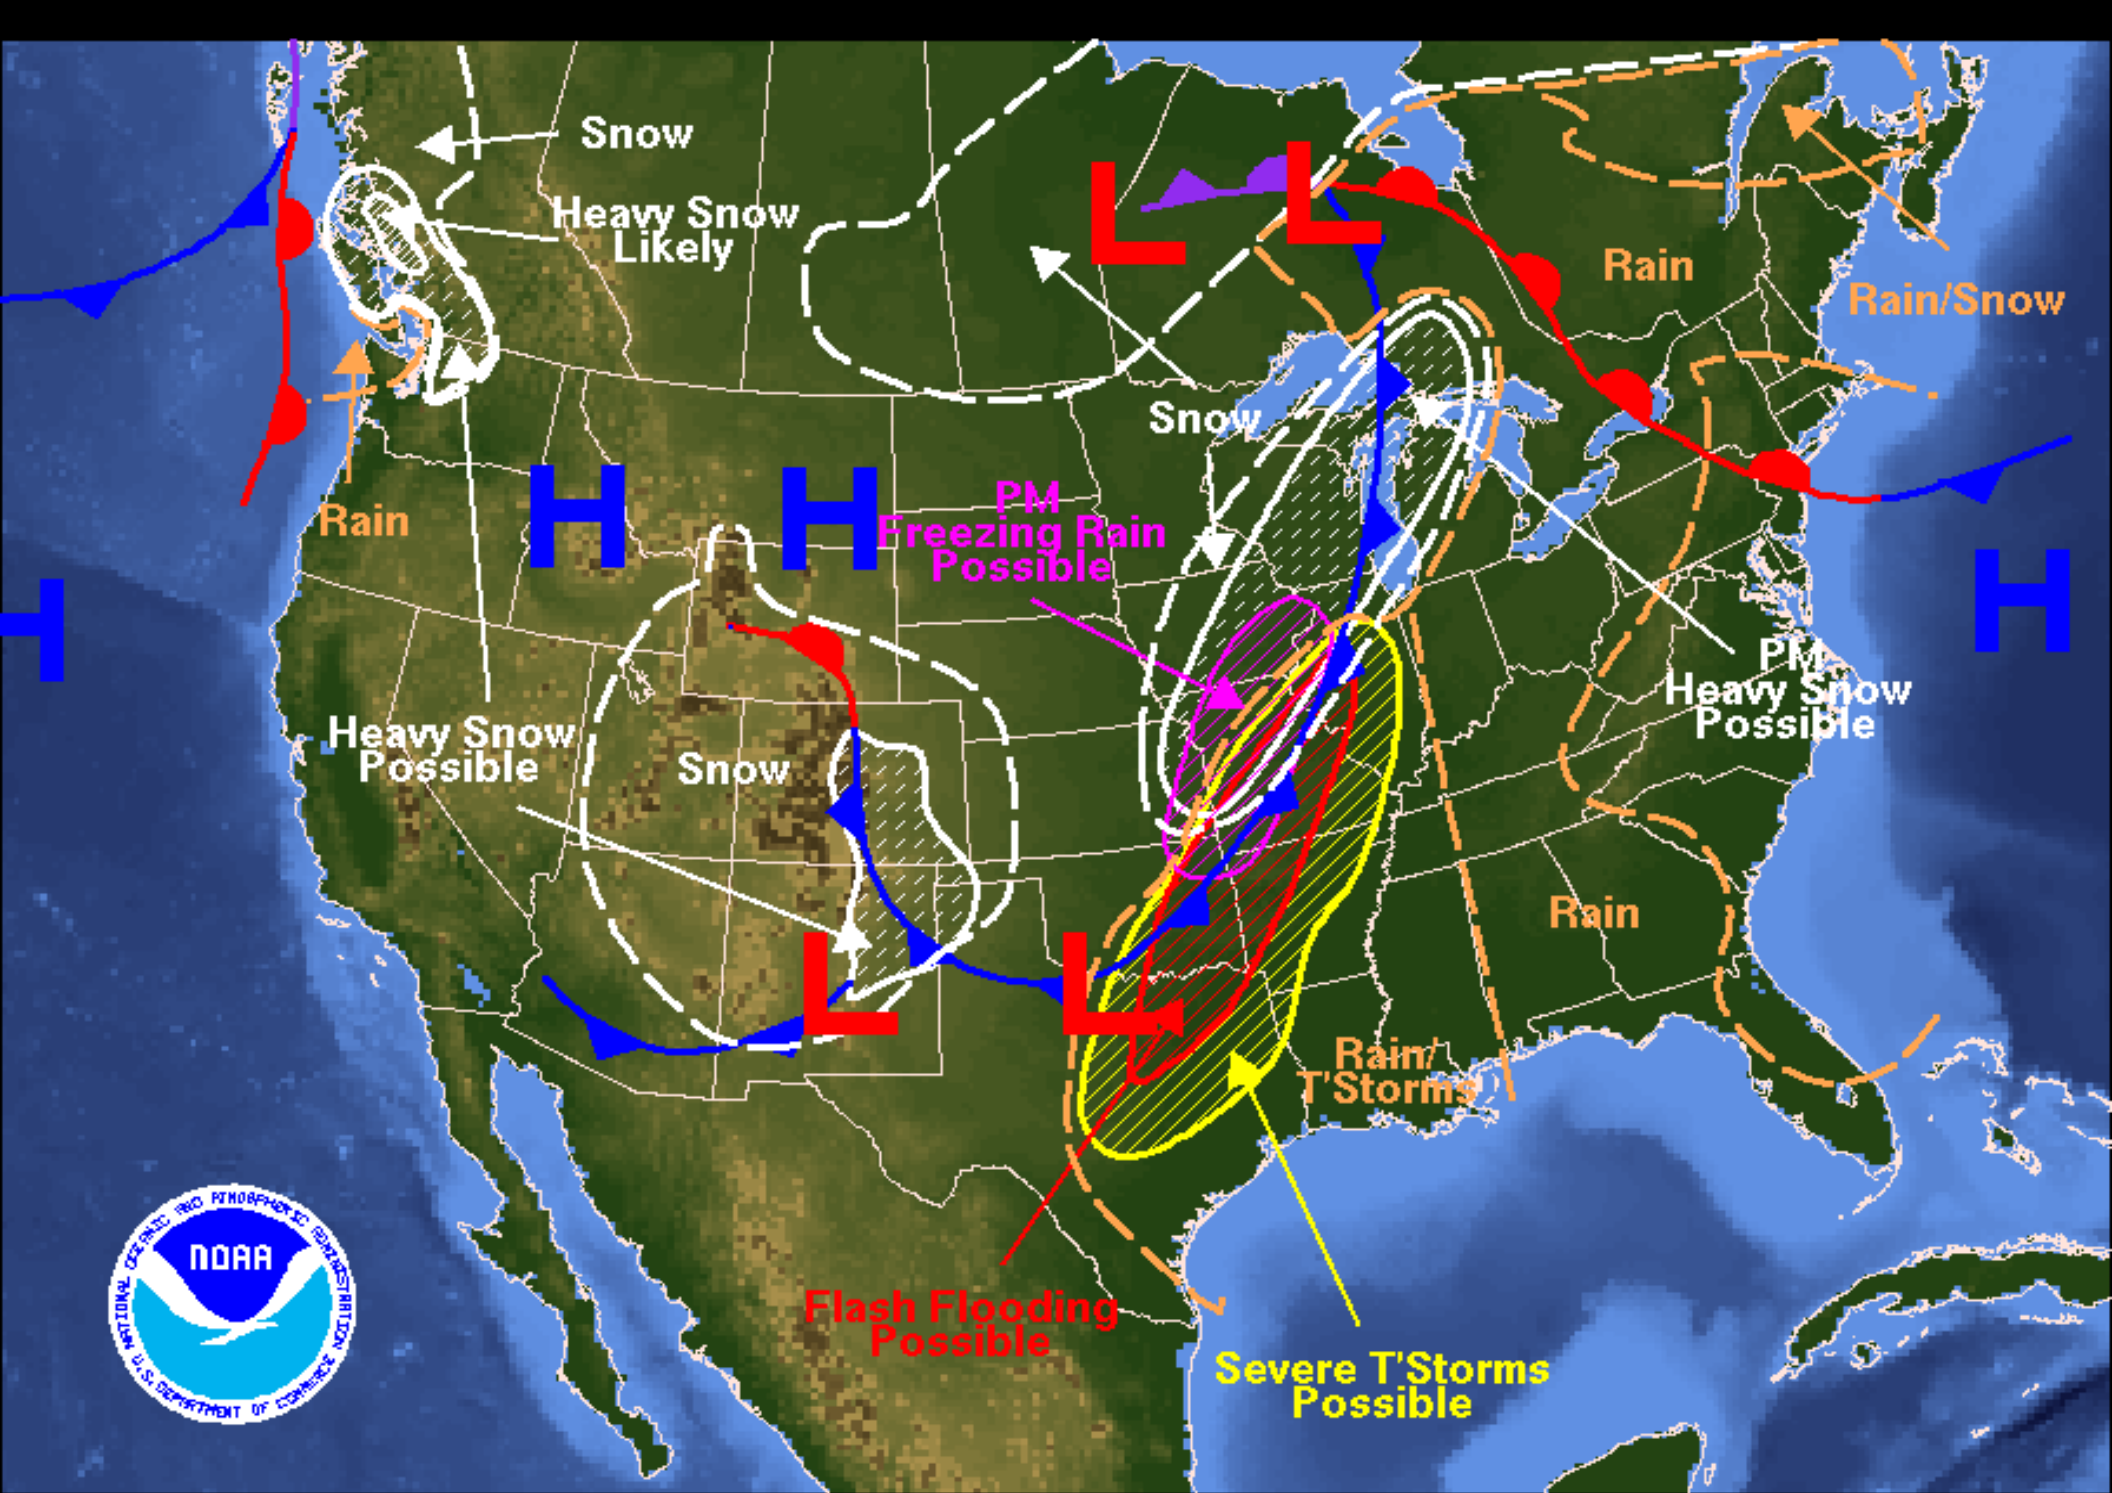 Snow
Heavy Snow
Likely
L
L
Rain
Rain/Snow
Snow
H
H
PM
Freezing Rain
Possible
Rain
H
H
PM
Heavy Snow
Possible
Heavy Snow
Possible
Snow
Rain
L
L
Rain/
T'Storms
NATIONAL OCEANIC AND ATMOSPHERIC ADMINISTRATION
NOAA
U.S. DEPARTMENT OF COMMERCE
Flash Flooding
Possible
Severe T'Storms
Possible